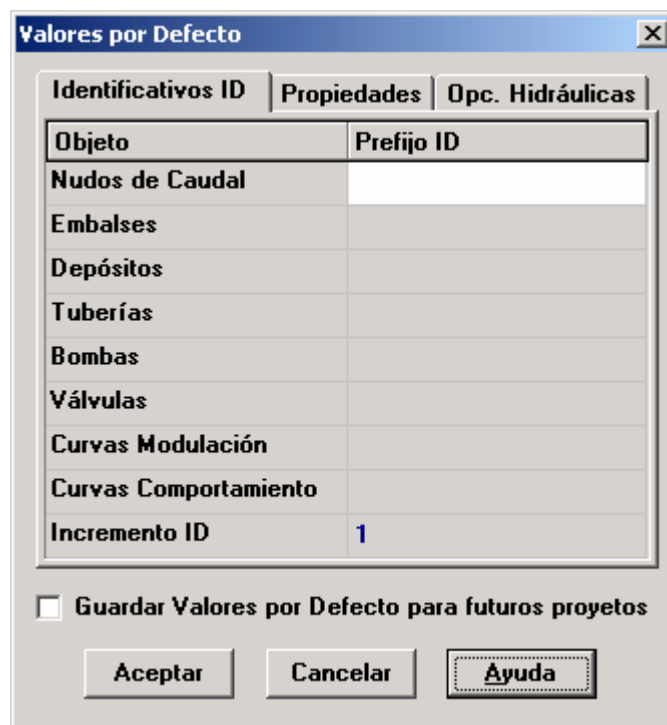 Valores por Defecto
Identificativos ID Propiedades Opc. Hidráulicas
Objeto Prefijo ID
Nudos de Caudal
Embalses
Depósitos
Tuberías
Bombas
Válvulas
Curvas Modulación
Curvas Comportamiento
Incremento ID 1
Guardar Valores por Defecto para futuros proyetos
Aceptar Cancelar Ayuda